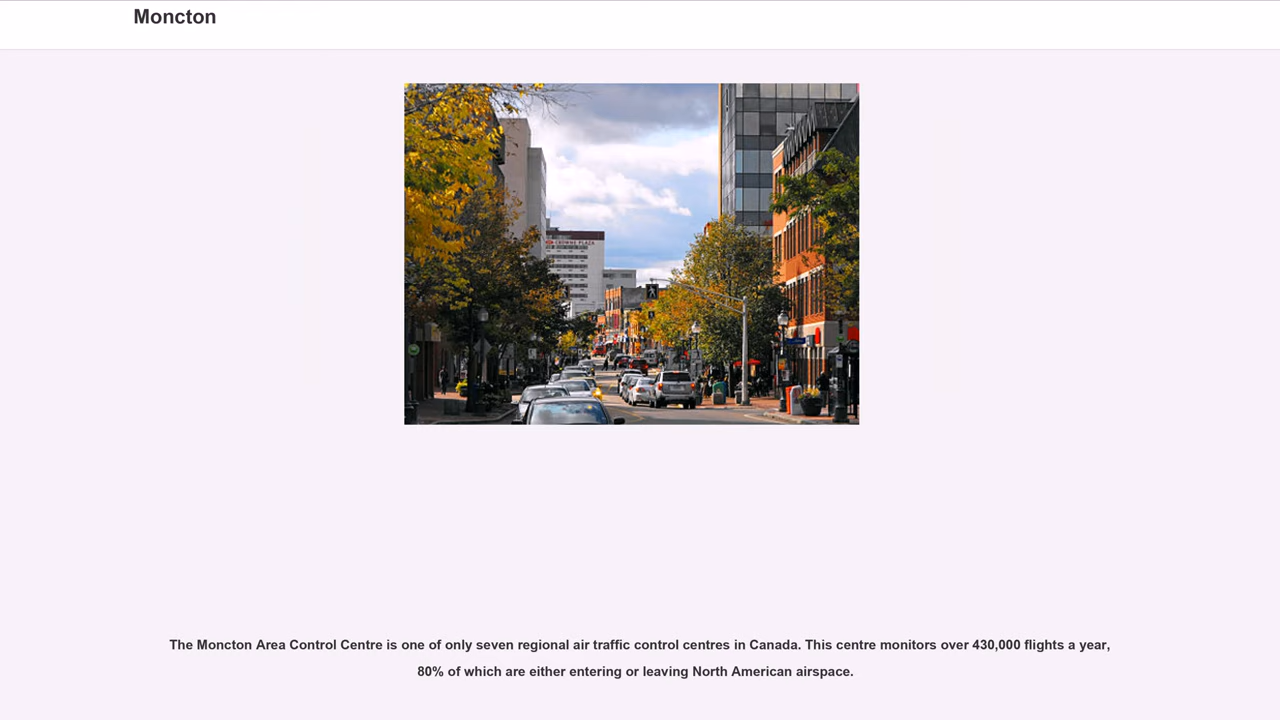 Moncton
CROWNE PLAZA
The Moncton Area Control Centre is one of only seven regional air traffic control centres in Canada. This centre monitors over 430,000 flights a year,
80% of which are either entering or leaving North American airspace.